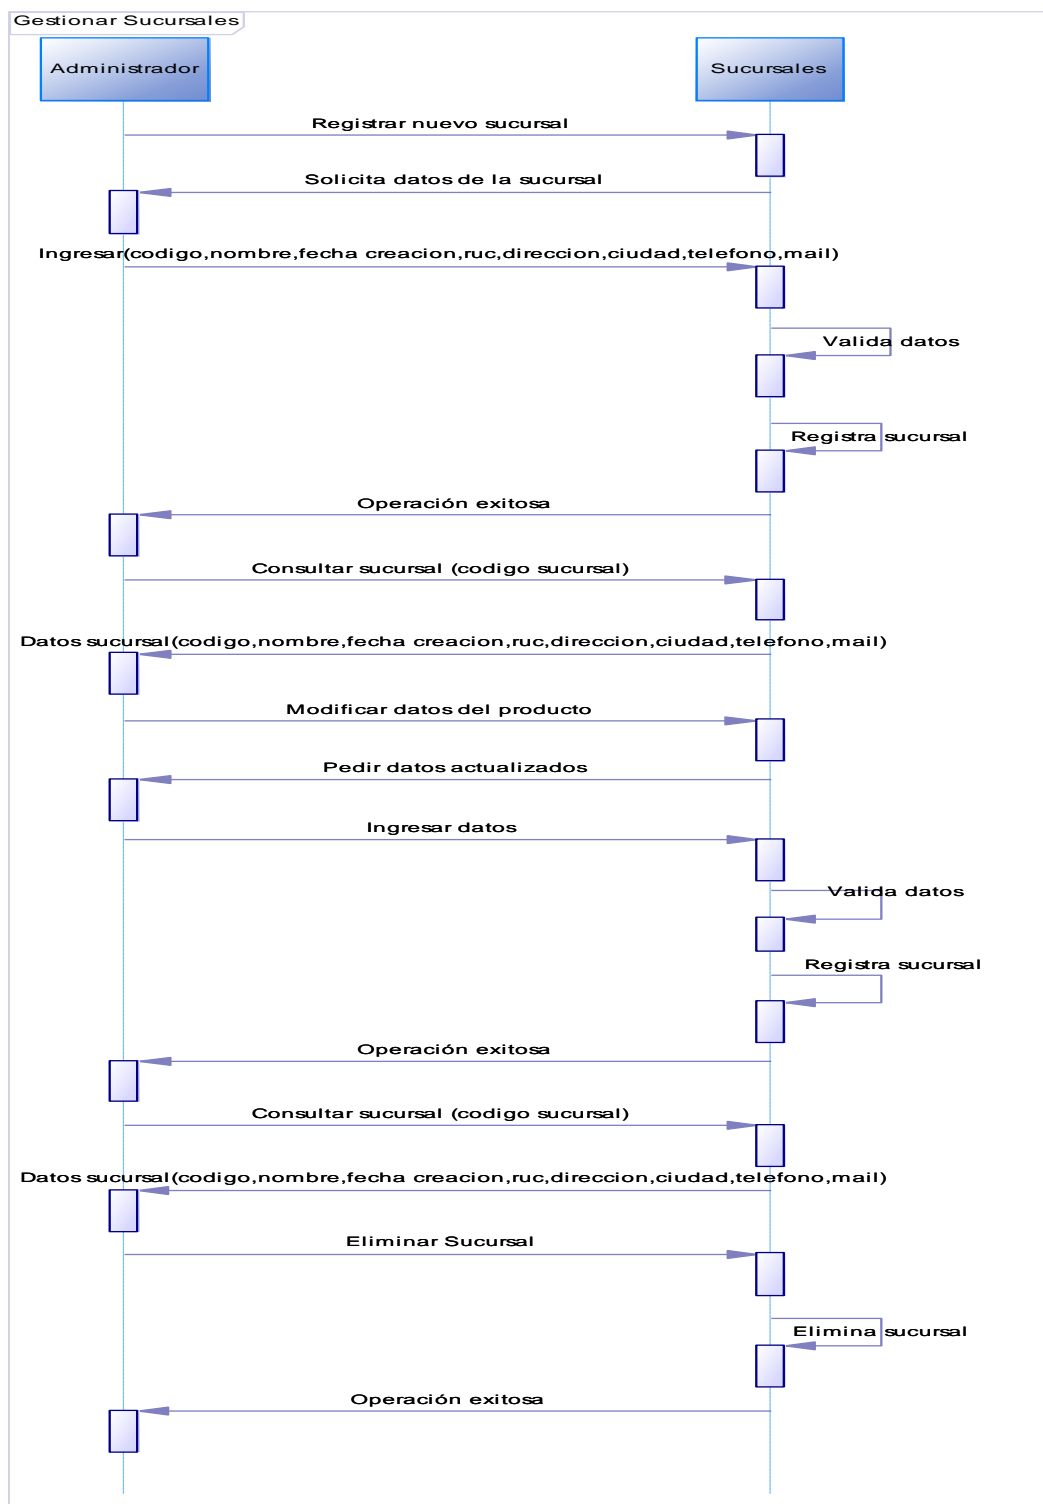 Gestionar Sucursales
Administrador
Sucursales
Registrar nuevo sucursal
Solicita datos de la sucursal
Ingresar(codigo,nombre,fecha creacion,ruc,direccion,ciudad,telefono,mail)
Valida datos
Registra sucursal
Operación exitosa
Consultar sucursal (codigo sucursal)
Datos sucursal(codigo,nombre,fecha creacion,ruc,direccion,ciudad,telefono,mail)
Modificar datos del producto
Pedir datos actualizados
Ingresar datos
Valida datos
Registra sucursal
Operación exitosa
Consultar sucursal (codigo sucursal)
Datos sucursal(codigo,nombre,fecha creacion,ruc,direccion,ciudad,telefono,mail)
Eliminar Sucursal
Elimina sucursal
Operación exitosa